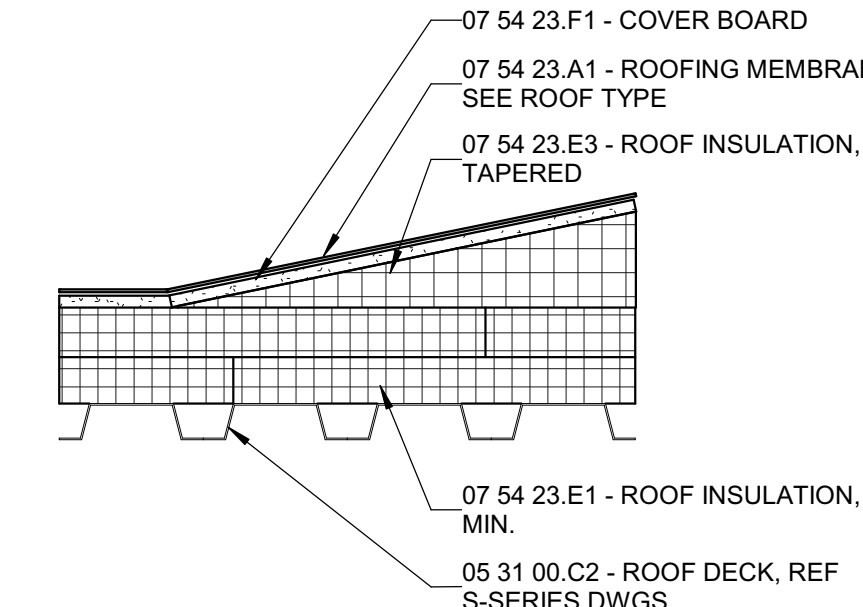 07 54 23.F1 - COVER BOARD
07 54 23.A1 - ROOFING
SEE ROOF TYPE
07 54 23.E3 - ROOF INSULATION,
TAPERED
07 54 23.E1 - ROOF INSULATION,
MIN.
05 31 00.C2 - ROOF DECK, REF
S-SERIES DWGS